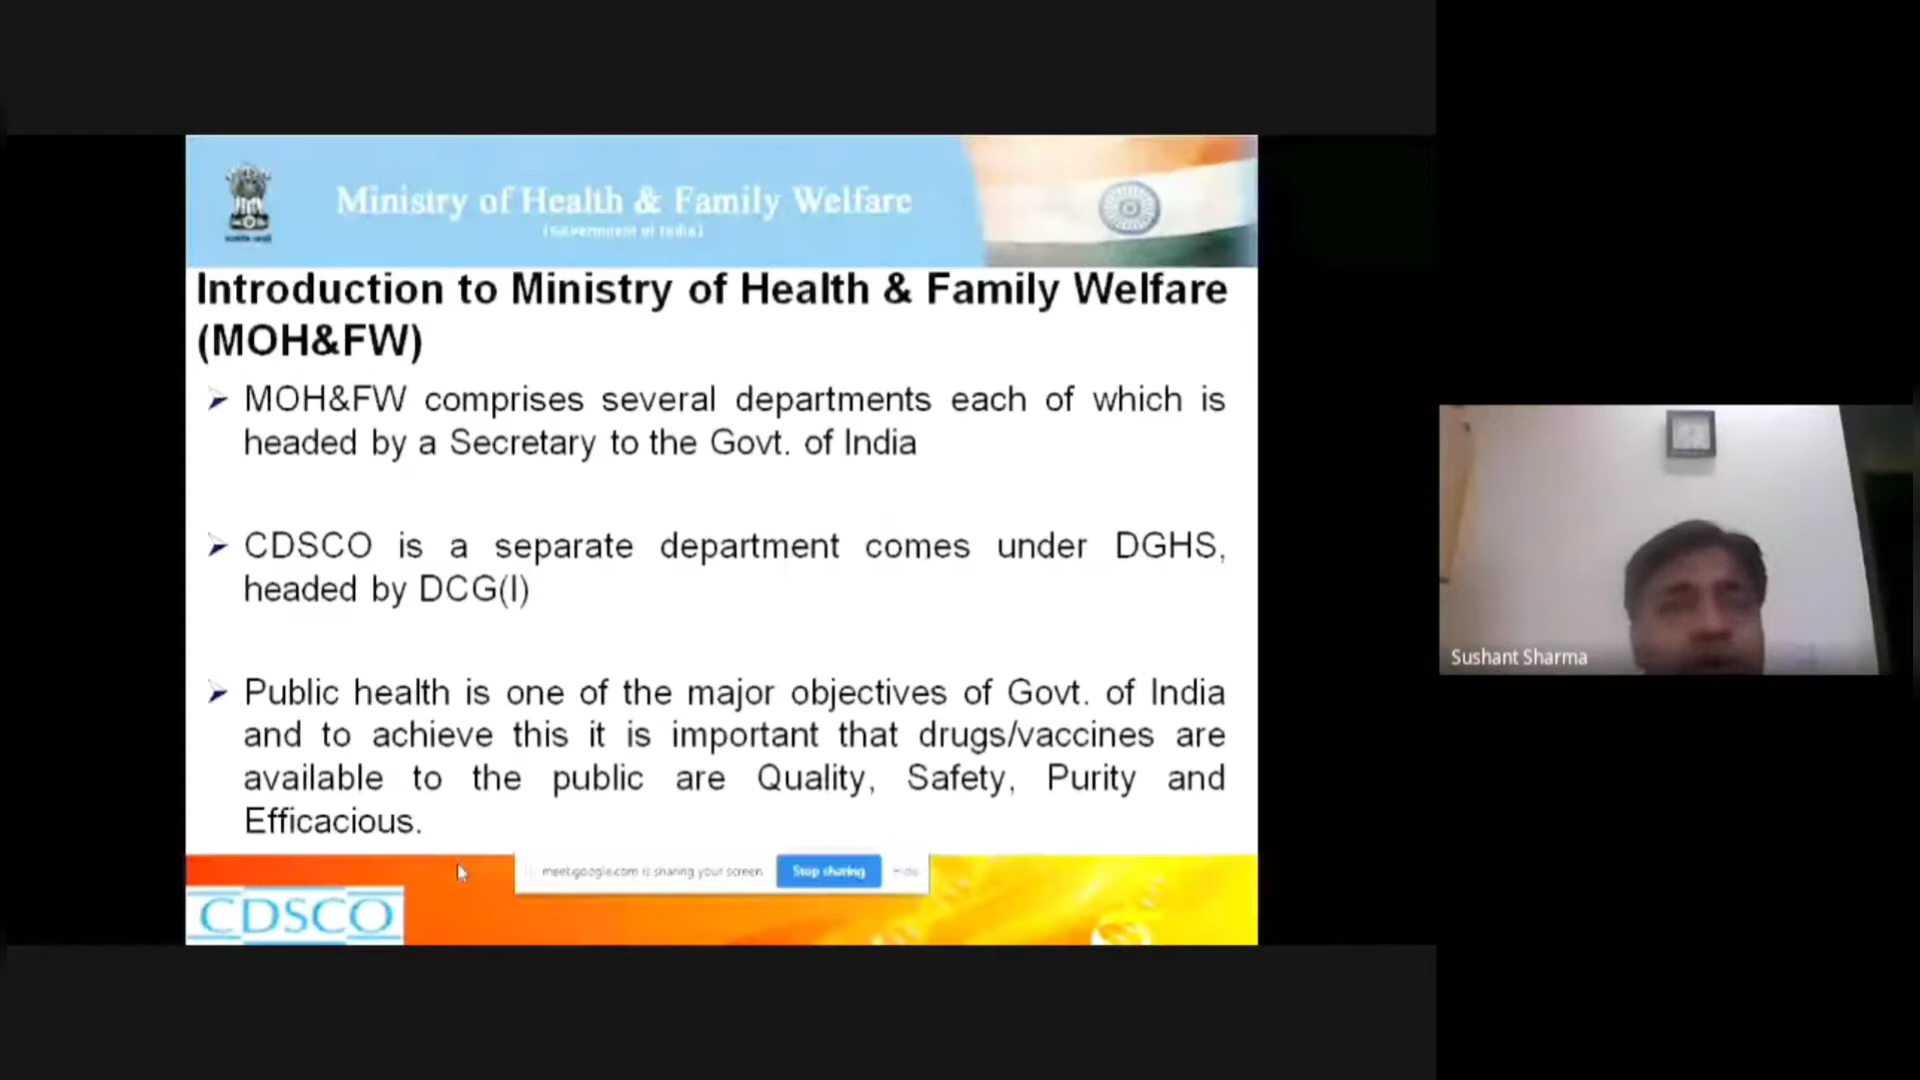 Ministry of Health & Family Welfare
(Government of India)
Introduction to Ministry of Health & Family Welfare
(MOH&FW)
MOH&FW comprises several departments each of which is
headed by a Secretary to the Govt. of India
CDSCO is a separate department comes under DGHS,
headed by DCG(I)
Public health is one of the major objectives of Govt. of India
and to achieve this it is important that drugs/vaccines are
available to the public are Quality, Safety, Purity and
Efficacious.
meet.google.com is sharing your screen. Stop sharing Hide
CDSCO
Sushant Sharma